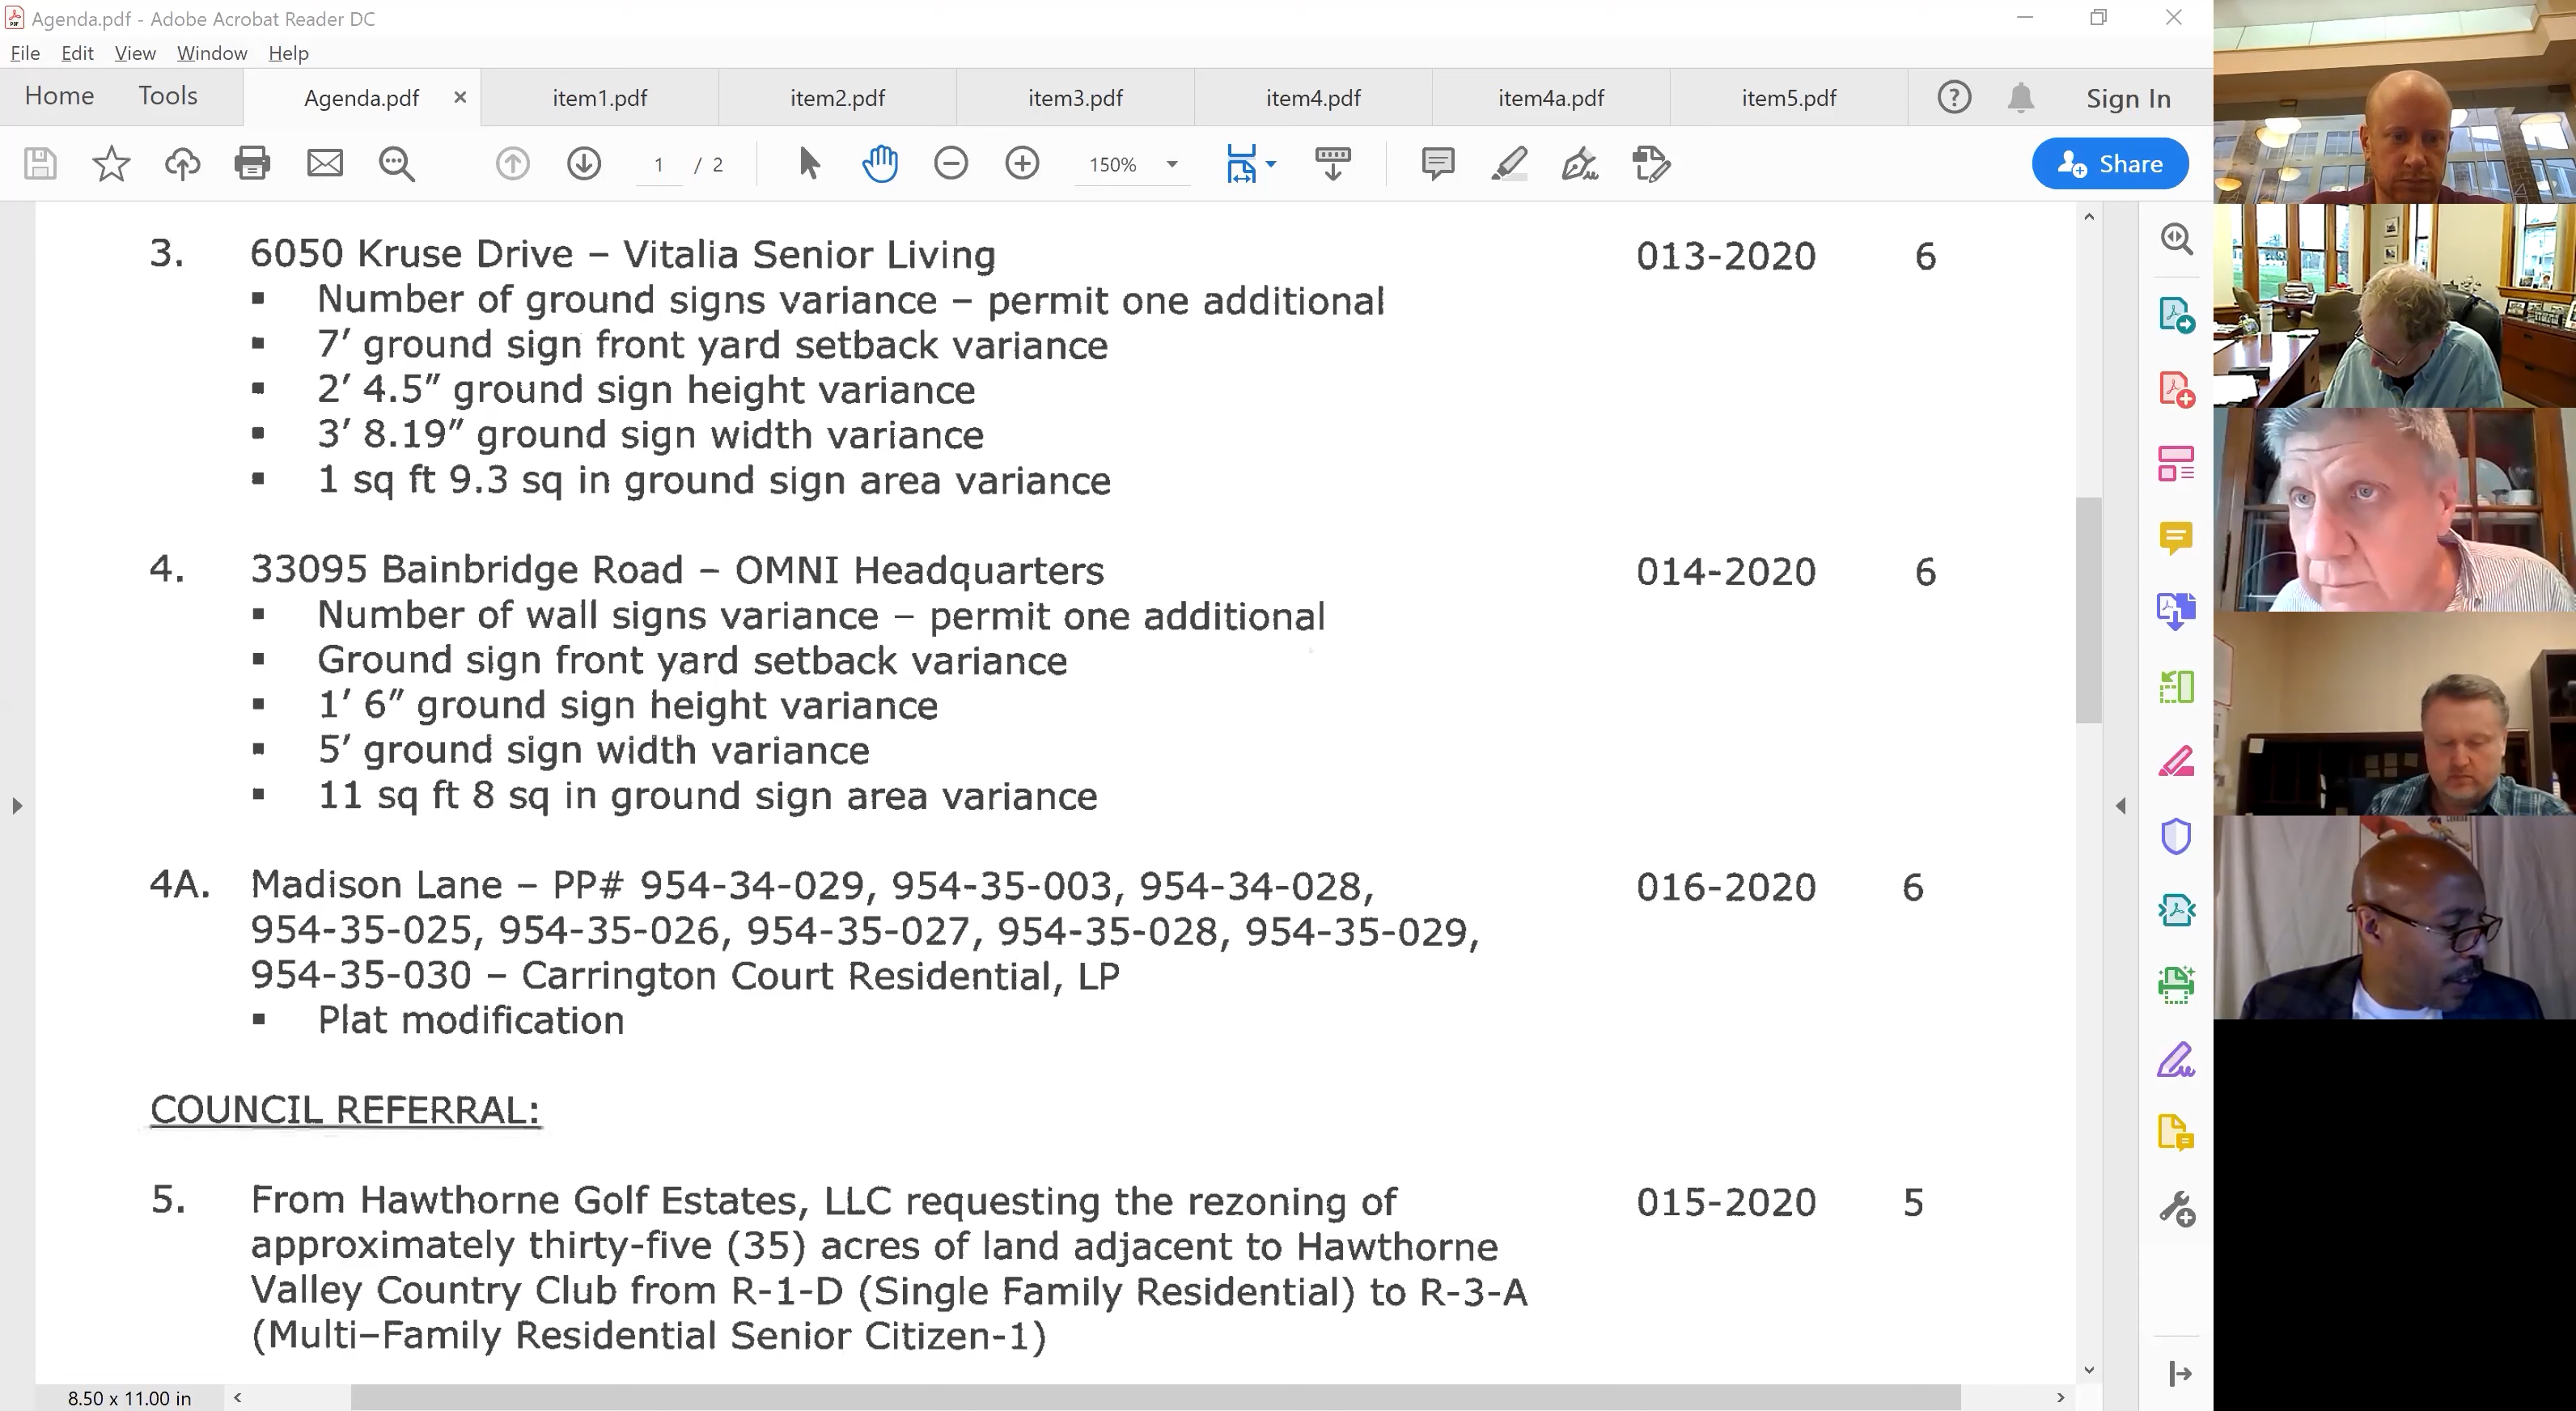 Agenda.pdf - Adobe Acrobat Reader DC
File Edit View Window Help
Home Tools Agenda.pdf × item1.pdf item2.pdf item3.pdf item4.pdf item4a.pdf item5.pdf Sign In
1 / 2 150% Share
3. 6050 Kruse Drive – Vitalia Senior Living 013-2020 6
▪ Number of ground signs variance – permit one additional
▪ 7’ ground sign front yard setback variance
▪ 2’ 4.5” ground sign height variance
▪ 3’ 8.19” ground sign width variance
▪ 1 sq ft 9.3 sq in ground sign area variance
4. 33095 Bainbridge Road – OMNI Headquarters 014-2020 6
▪ Number of wall signs variance – permit one additional
▪ Ground sign front yard setback variance
▪ 1’ 6” ground sign height variance
▪ 5’ ground sign width variance
▪ 11 sq ft 8 sq in ground sign area variance
4A. Madison Lane – PP# 954-34-029, 954-35-003, 954-34-028, 016-2020 6
954-35-025, 954-35-026, 954-35-027, 954-35-028, 954-35-029,
954-35-030 – Carrington Court Residential, LP
▪ Plat modification
COUNCIL REFERRAL:
5. From Hawthorne Golf Estates, LLC requesting the rezoning of 015-2020 5
approximately thirty-five (35) acres of land adjacent to Hawthorne
Valley Country Club from R-1-D (Single Family Residential) to R-3-A
(Multi–Family Residential Senior Citizen-1)
8.50 x 11.00 in